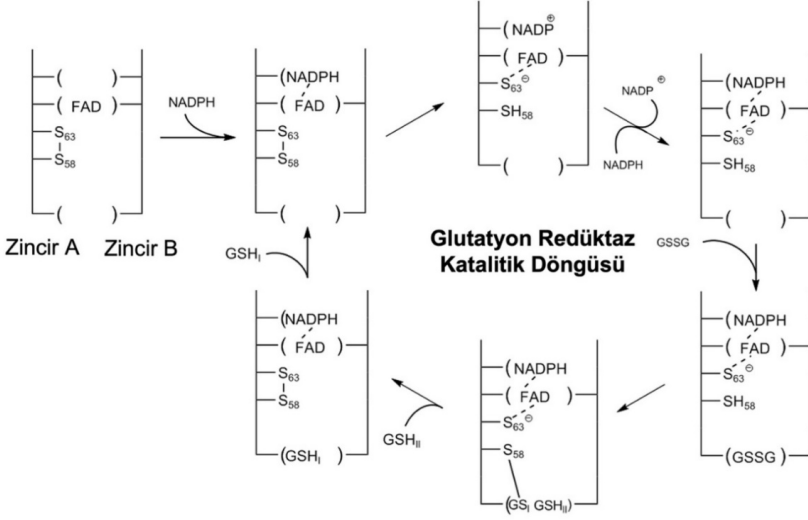 ( )
( FAD )
S63
S58
( )
Zincir A
Zincir B
NADPH
(NADPH
( FAD )
S63
S58
( )
(NADP⊕
( FAD )
S63⊖
SH58
( )
NADP ⊕
NADPH
(NADPH
( FAD )
S63⊖
SH58
( )
Glutatyon Redüktaz
Katalitik Döngüsü
GSSG
(NADPH
( FAD )
S63⊖
SH58
(GSSG)
(NADPH
( FAD )
S63⊖
S58
(GSI GSHII)
GSHII
(NADPH
( FAD )
S63
S58
(GSHI )
GSHI